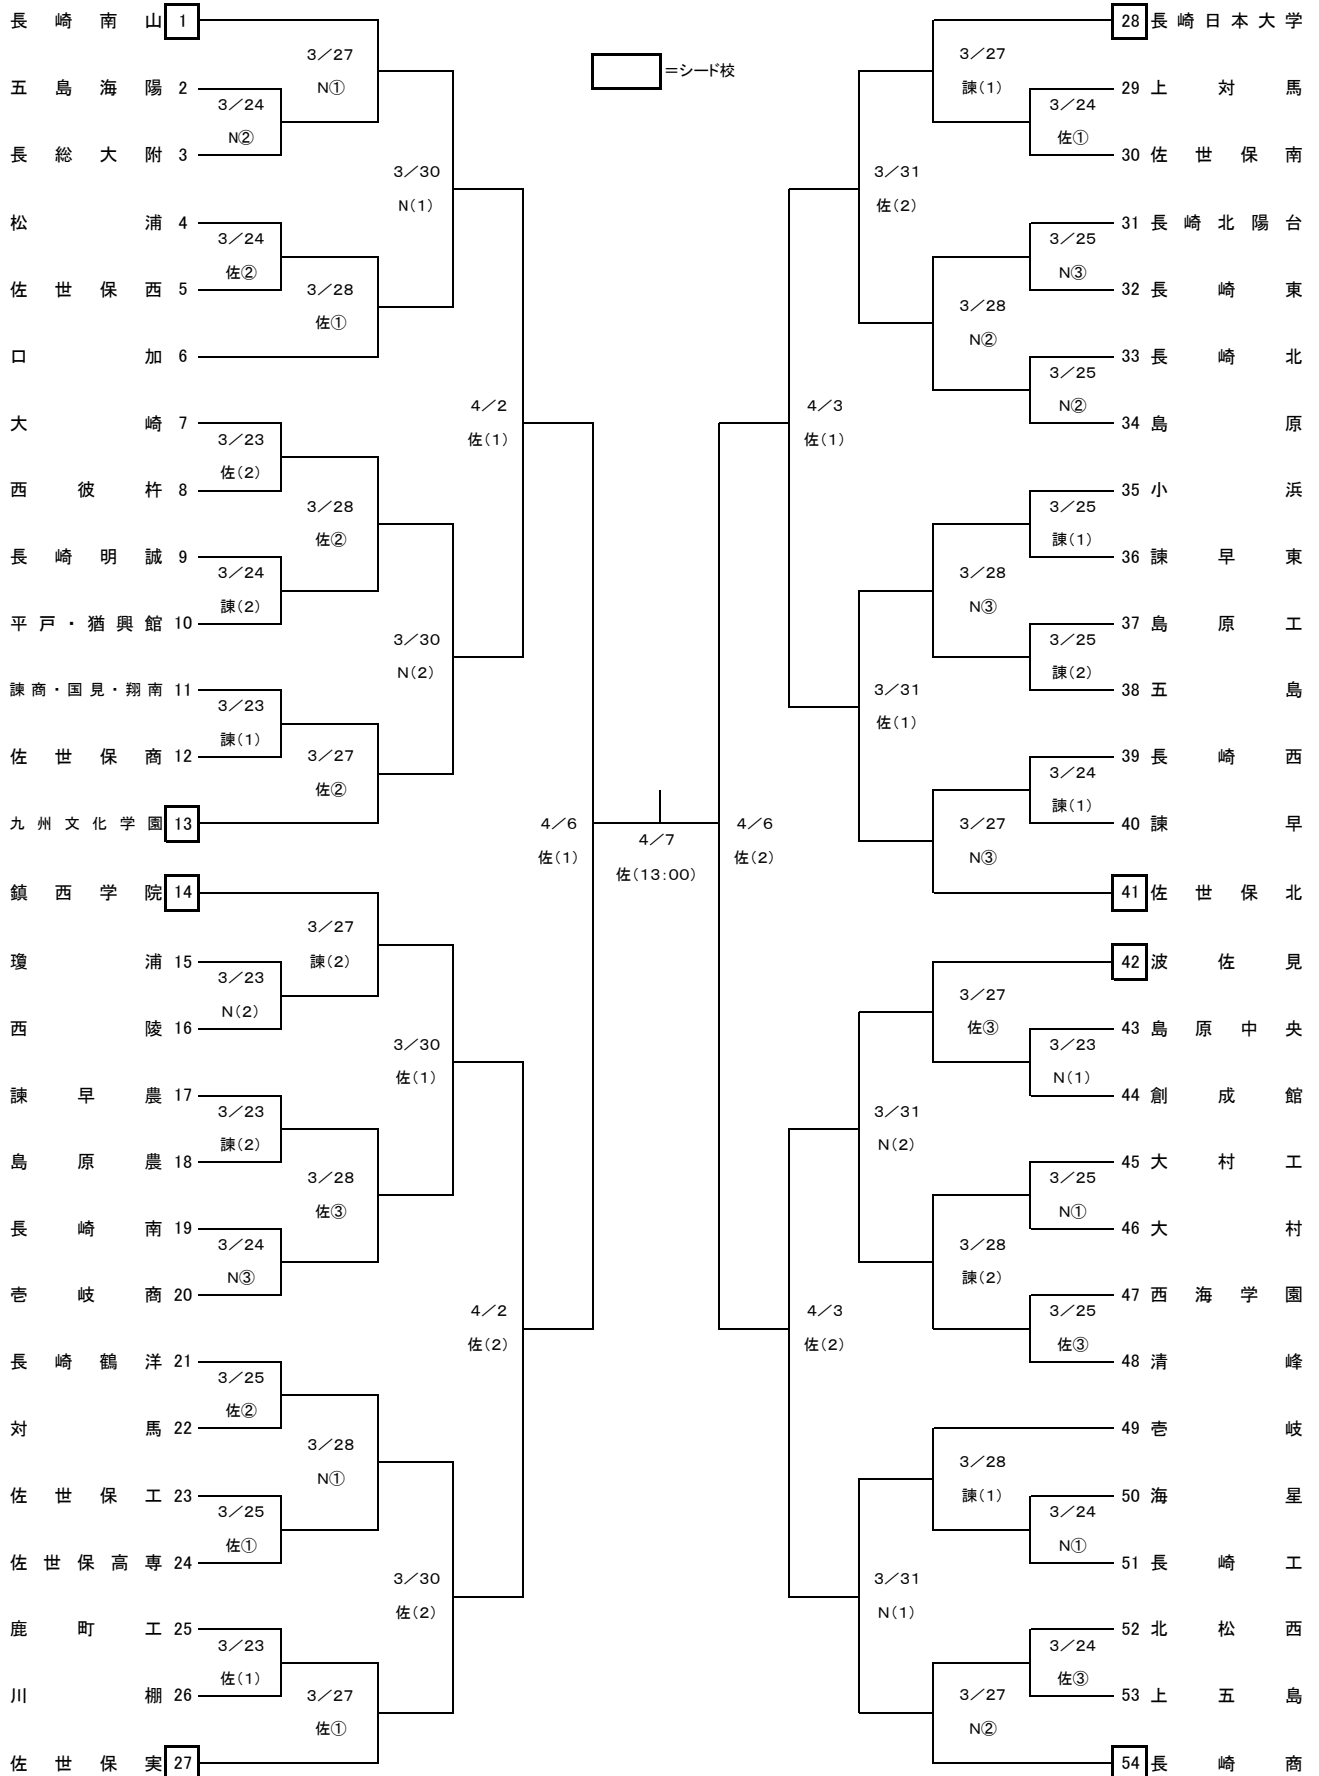 長崎南山 1
3／27
N①
五島海陽 2
3／24
N②
長総大附 3
3／30
N(1)
松浦 4
3／24
佐②
佐世保西 5
3／28
佐①
口加 6
4／2
佐(1)
大崎 7
3／23
佐(2)
西彼杵 8
3／28
佐②
長崎明誠 9
3／24
諫(2)
平戸・猶興館 10
3／30
N(2)
諫商・国見・翔南 11
3／23
諫(1)
佐世保商 12
3／27
佐②
九州文化学園 13
4／6
佐(1)
鎮西学院 14
3／27
諫(2)
瓊浦 15
3／23
N(2)
西陵 16
3／30
佐(1)
諫早農 17
3／23
諫(2)
島原農 18
3／28
佐③
長崎南 19
3／24
N③
壱岐商 20
4／2
佐(2)
長崎鶴洋 21
3／25
佐②
対馬 22
3／28
N①
佐世保工 23
3／25
佐①
佐世保高専 24
3／30
佐(2)
鹿町工 25
3／23
佐(1)
川棚 26
3／27
佐①
佐世保実 27
=シード校
4／7
佐(13:00)
28 長崎日本大学
3／27
諫(1)
29 上対馬
3／24
佐①
30 佐世保南
3／31
佐(2)
31 長崎北陽台
3／25
N③
32 長崎東
3／28
N②
33 長崎北
3／25
N②
34 島原
4／3
佐(1)
35 小浜
3／25
諫(1)
36 諫早東
3／28
N③
37 島原工
3／25
諫(2)
38 五島
3／31
佐(1)
39 長崎西
3／24
諫(1)
40 諫早
3／27
N③
4／6
佐(2)
41 佐世保北
42 波佐見
3／27
佐③
43 島原中央
3／23
N(1)
44 創成館
3／31
N(2)
45 大村工
3／25
N①
46 大村
3／28
諫(2)
47 西海学園
3／25
佐③
48 清峰
4／3
佐(2)
49 壱岐
3／28
諫(1)
50 海星
3／24
N①
51 長崎工
3／31
N(1)
52 北松西
3／24
佐③
53 上五島
3／27
N②
54 長崎商